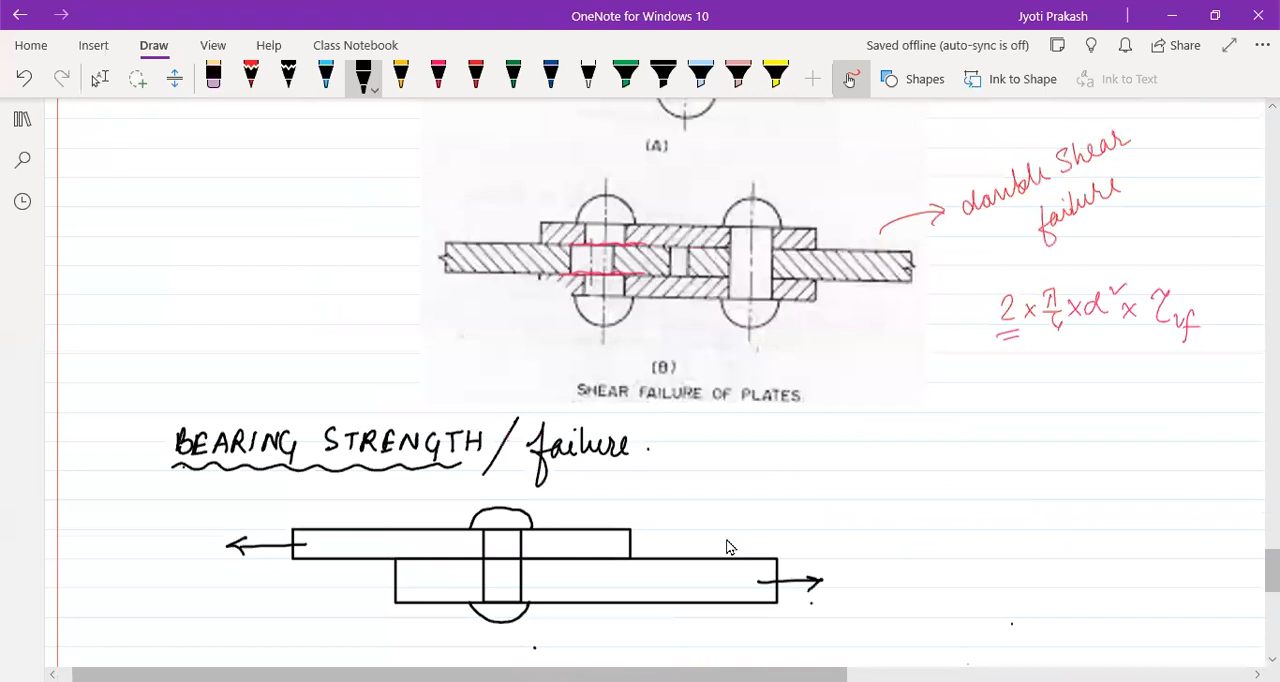 OneNote for Windows 10
Jyoti Prakash
Home Insert Draw View Help Class Notebook
Saved offline (auto-sync is off) Share
Shapes Ink to Shape Ink to Text
(A)
double Shear
failure
2 × π/4 × d² × τvf
(B)
SHEAR FAILURE OF PLATES
BEARING STRENGTH / failure.